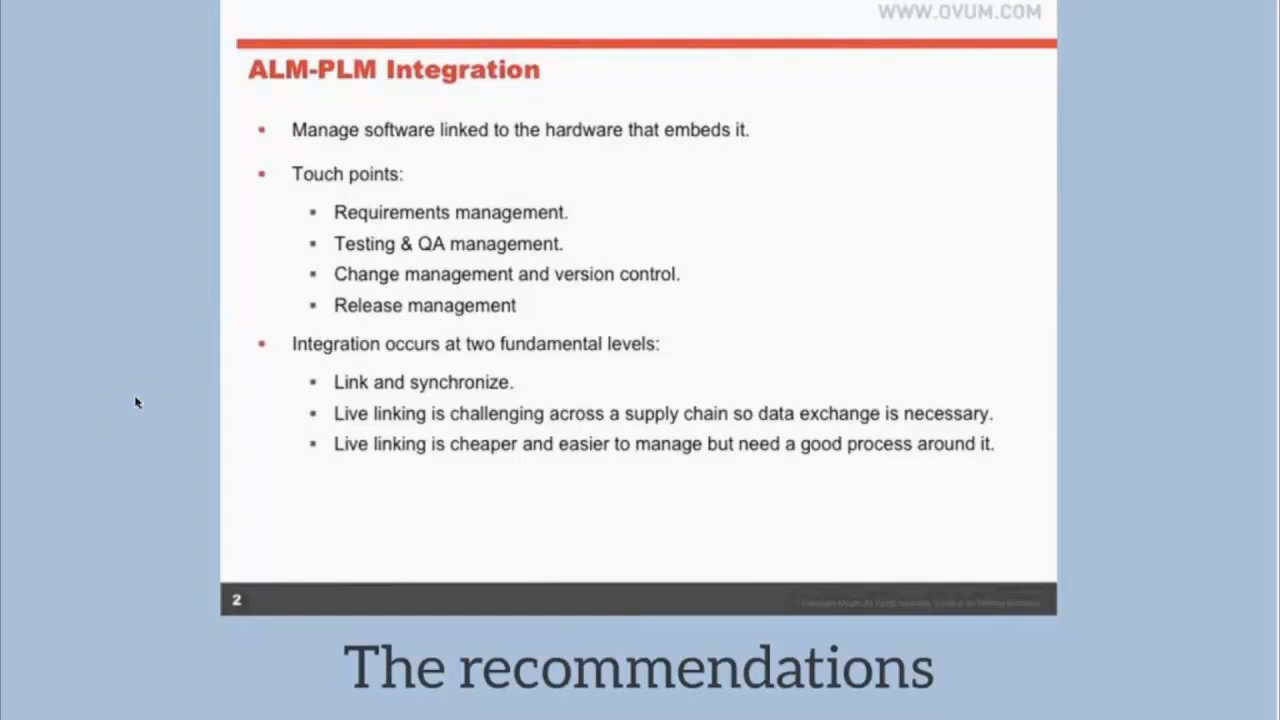 WWW.OVUM.COM
ALM-PLM Integration
▪ Manage software linked to the hardware that embeds it.
▪ Touch points:
▪ Requirements management.
▪ Testing & QA management.
▪ Change management and version control.
▪ Release management
▪ Integration occurs at two fundamental levels:
▪ Link and synchronize.
▪ Live linking is challenging across a supply chain so data exchange is necessary.
▪ Live linking is cheaper and easier to manage but need a good process around it.
2
The recommendations